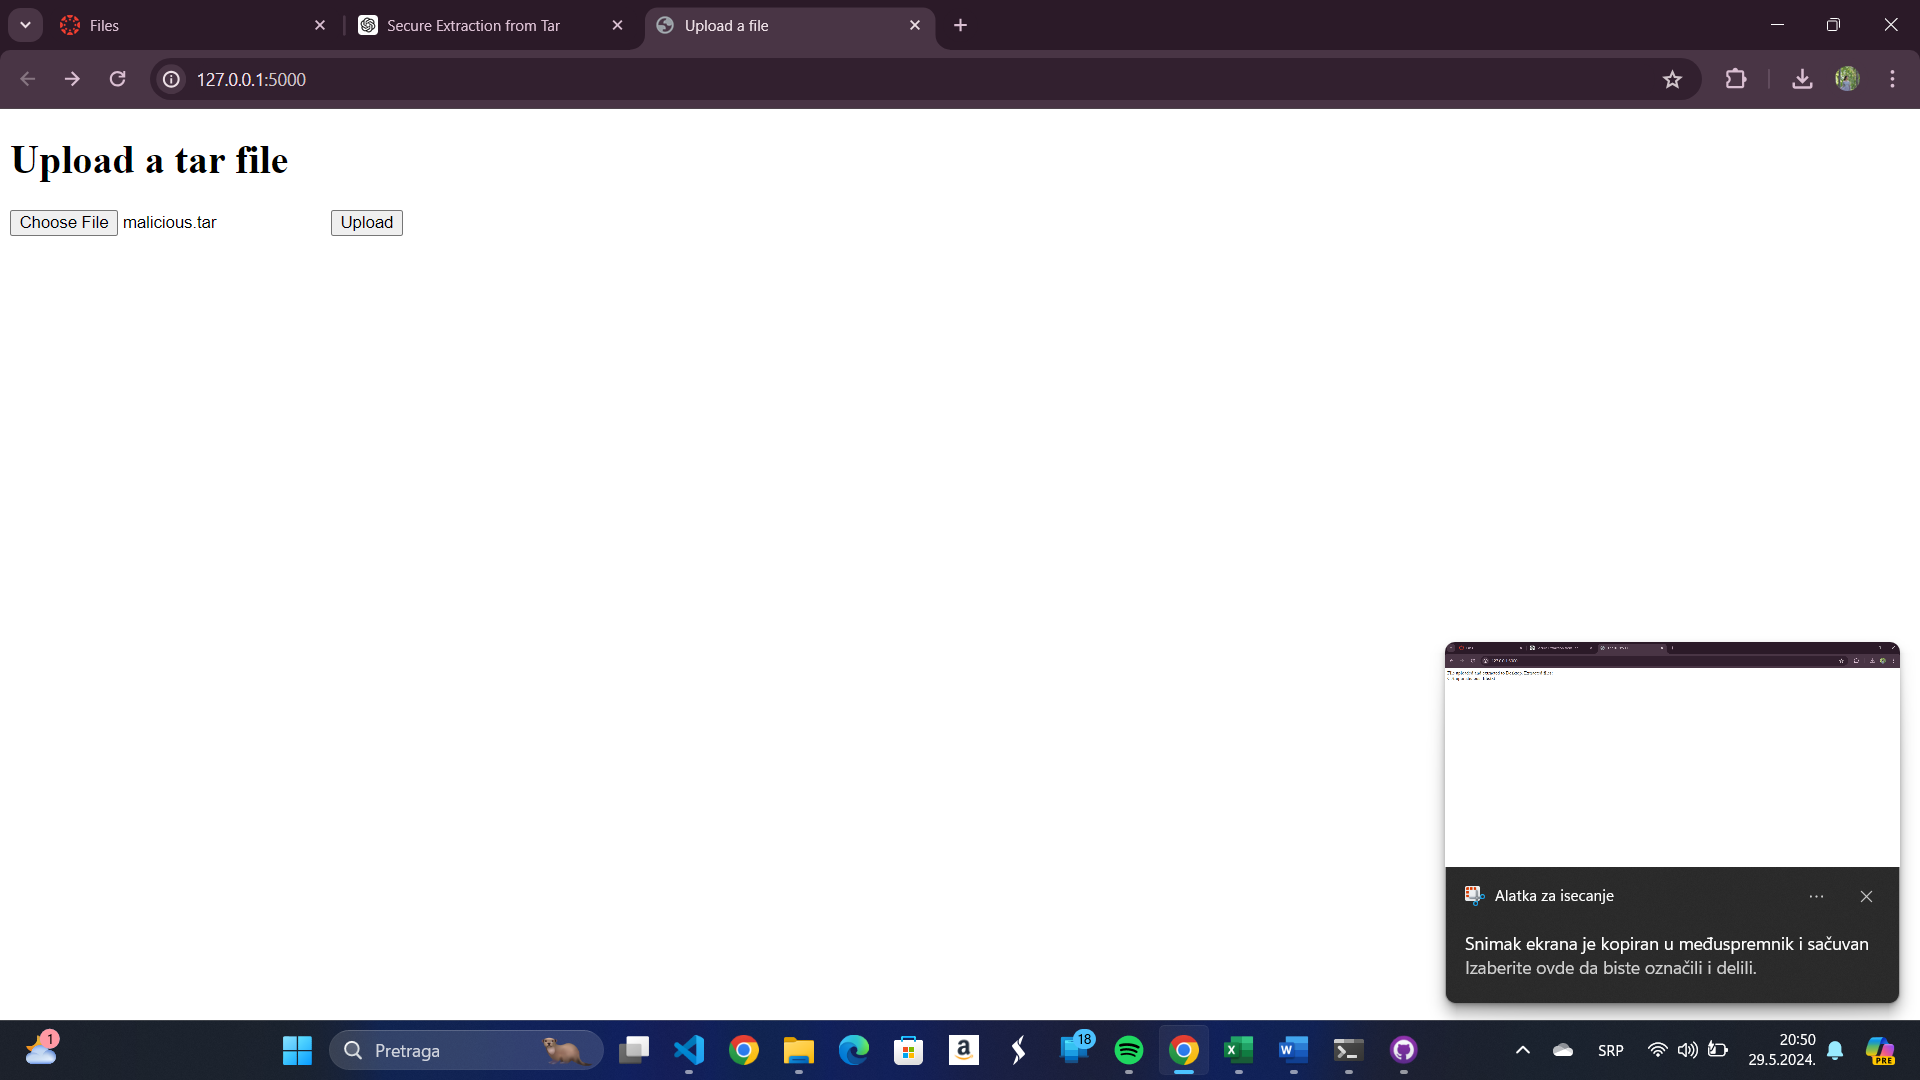 Files
Secure Extraction from Tar
Upload a file
127.0.0.1:5000
Upload a tar file
Choose File malicious.tar Upload
Alatka za isecanje
Snimak ekrana je kopiran u međuspremnik i sačuvan
Izaberite ovde da biste označili i delili.
1
Pretraga
18
SRP
20:50
29.5.2024.
PRE